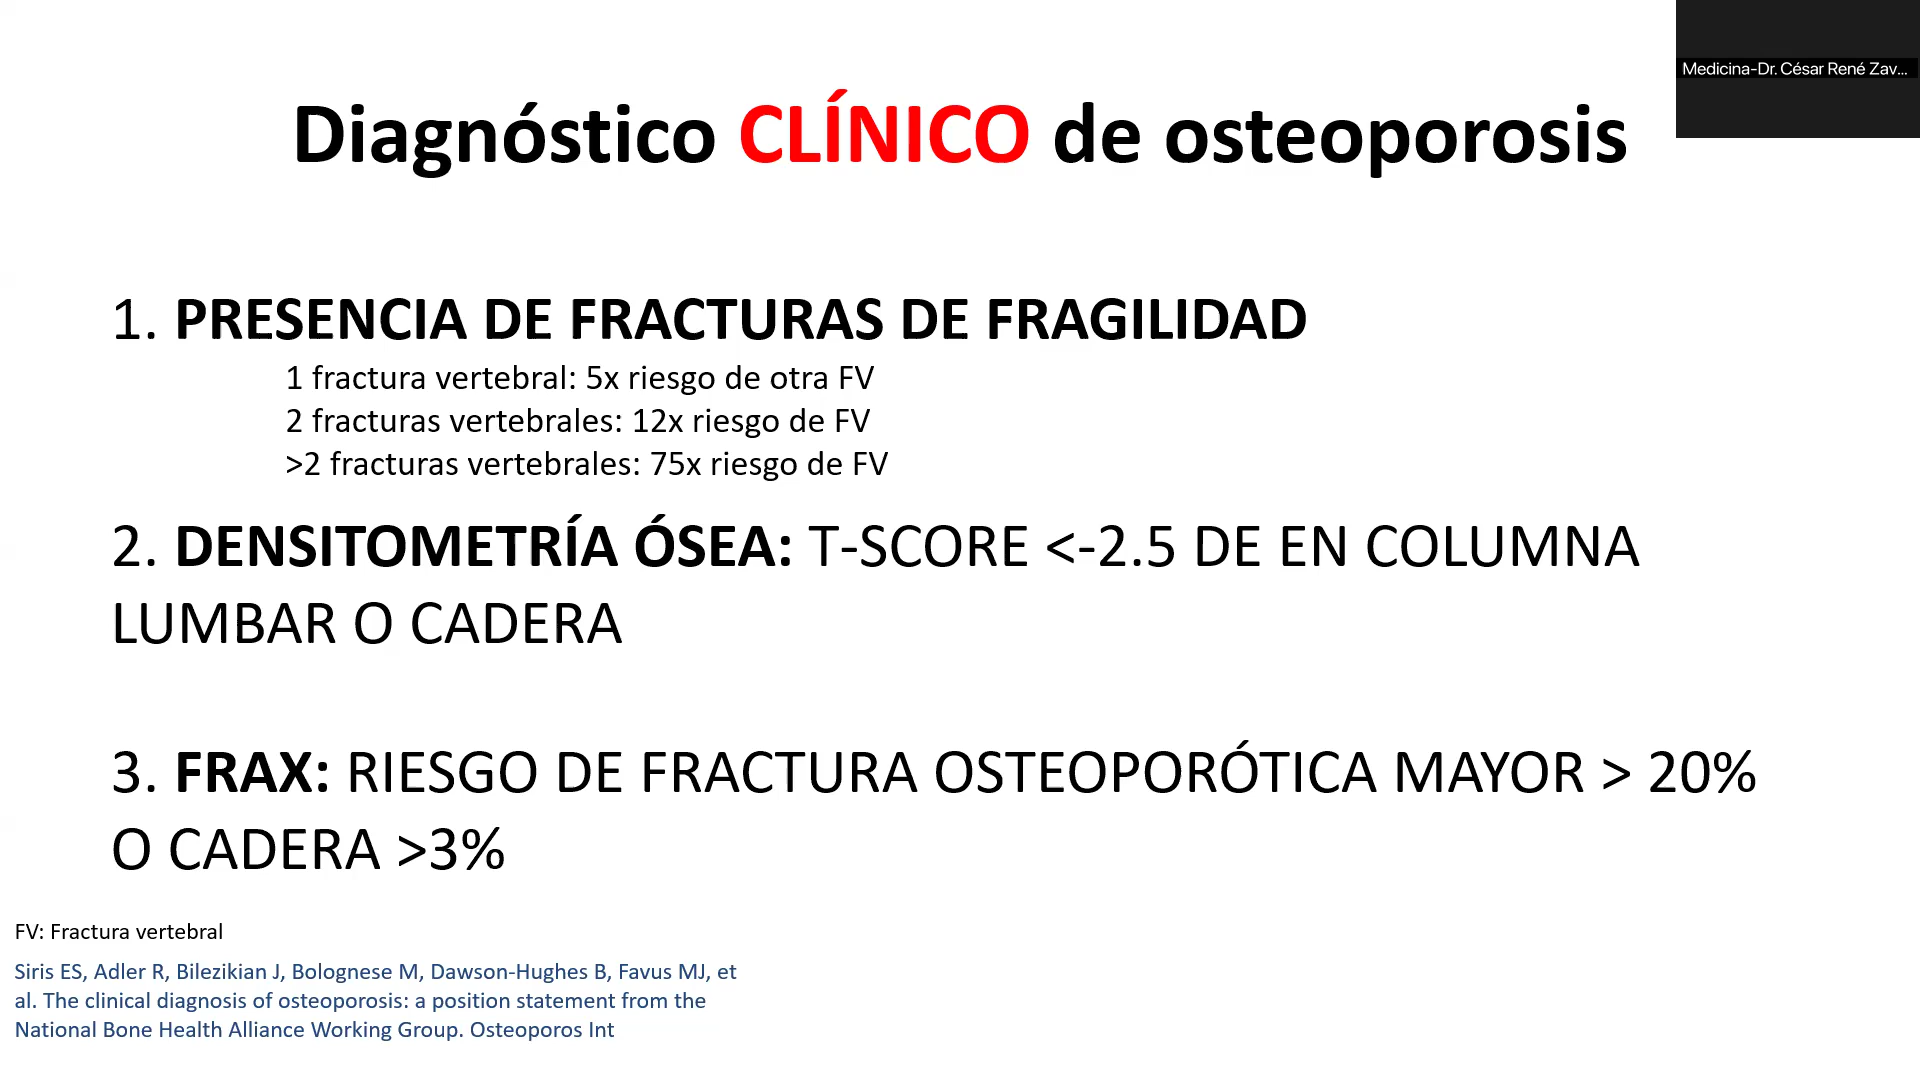 Medicina-Dr. César René Zav...
Diagnóstico CLÍNICO de osteoporosis
1. PRESENCIA DE FRACTURAS DE FRAGILIDAD
1 fractura vertebral: 5x riesgo de otra FV
2 fracturas vertebrales: 12x riesgo de FV
>2 fracturas vertebrales: 75x riesgo de FV
2. DENSITOMETRÍA ÓSEA: T-SCORE <-2.5 DE EN COLUMNA
LUMBAR O CADERA
3. FRAX: RIESGO DE FRACTURA OSTEOPORÓTICA MAYOR > 20%
O CADERA >3%
FV: Fractura vertebral
Siris ES, Adler R, Bilezikian J, Bolognese M, Dawson-Hughes B, Favus MJ, et
al. The clinical diagnosis of osteoporosis: a position statement from the
National Bone Health Alliance Working Group. Osteoporos Int